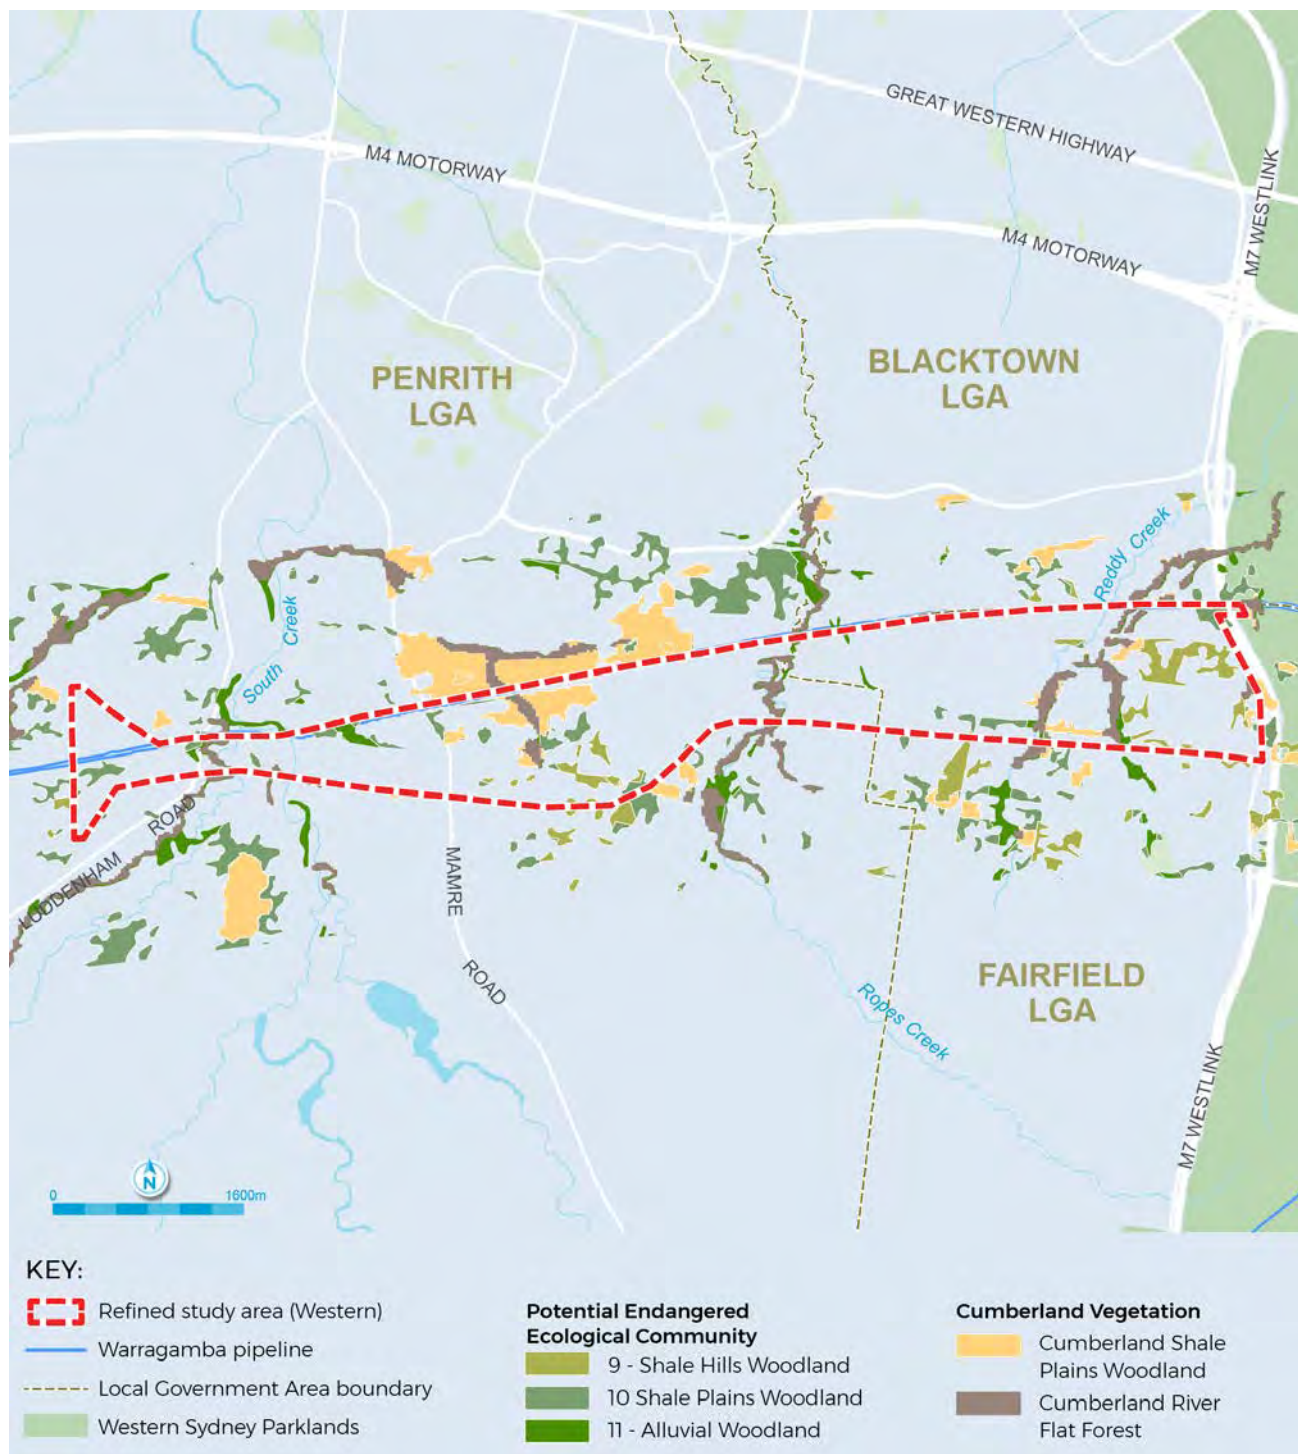 GREAT WESTERN HIGHWAY
M4 MOTORWAY
M7 WESTLINK
M4 MOTORWAY
PENRITH
LGA
BLACKTOWN
LGA
Reddy Creek
South Creek
LUDDENHAM ROAD
MAMRE ROAD
Ropes Creek
FAIRFIELD
LGA
M7 WESTLINK
N
0 1600m
KEY:
Refined study area (Western)
Warragamba pipeline
Local Government Area boundary
Western Sydney Parklands
Potential Endangered
Ecological Community
9 - Shale Hills Woodland
10 Shale Plains Woodland
11 - Alluvial Woodland
Cumberland Vegetation
Cumberland Shale
Plains Woodland
Cumberland River
Flat Forest